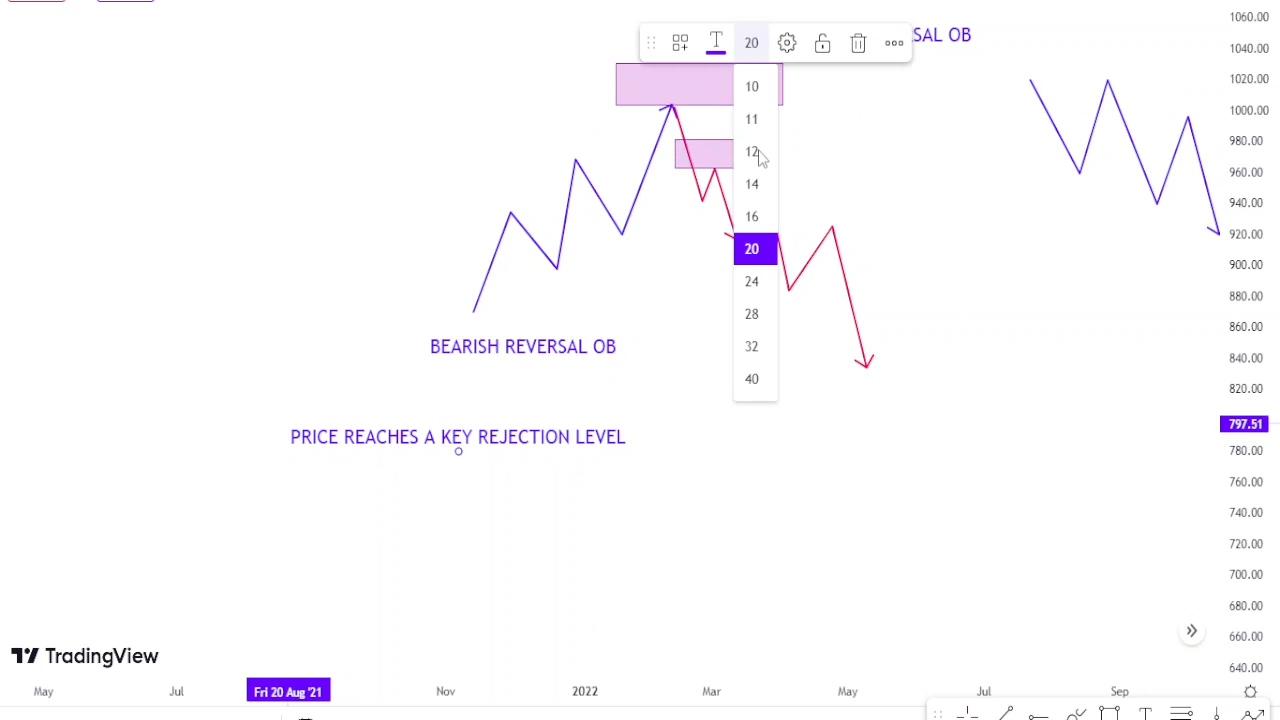 1060.00
SAL OB
20
1040.00
10
1020.00
11
1000.00
12
980.00
14
960.00
16
940.00
20
920.00
24
900.00
28
880.00
32
860.00
BEARISH REVERSAL OB
840.00
40
820.00
797.51
PRICE REACHES A KEY REJECTION LEVEL
780.00
760.00
740.00
720.00
700.00
680.00
660.00
TradingView
640.00
May
Jul
Fri 20 Aug '21
Nov
2022
Mar
May
Jul
Sep